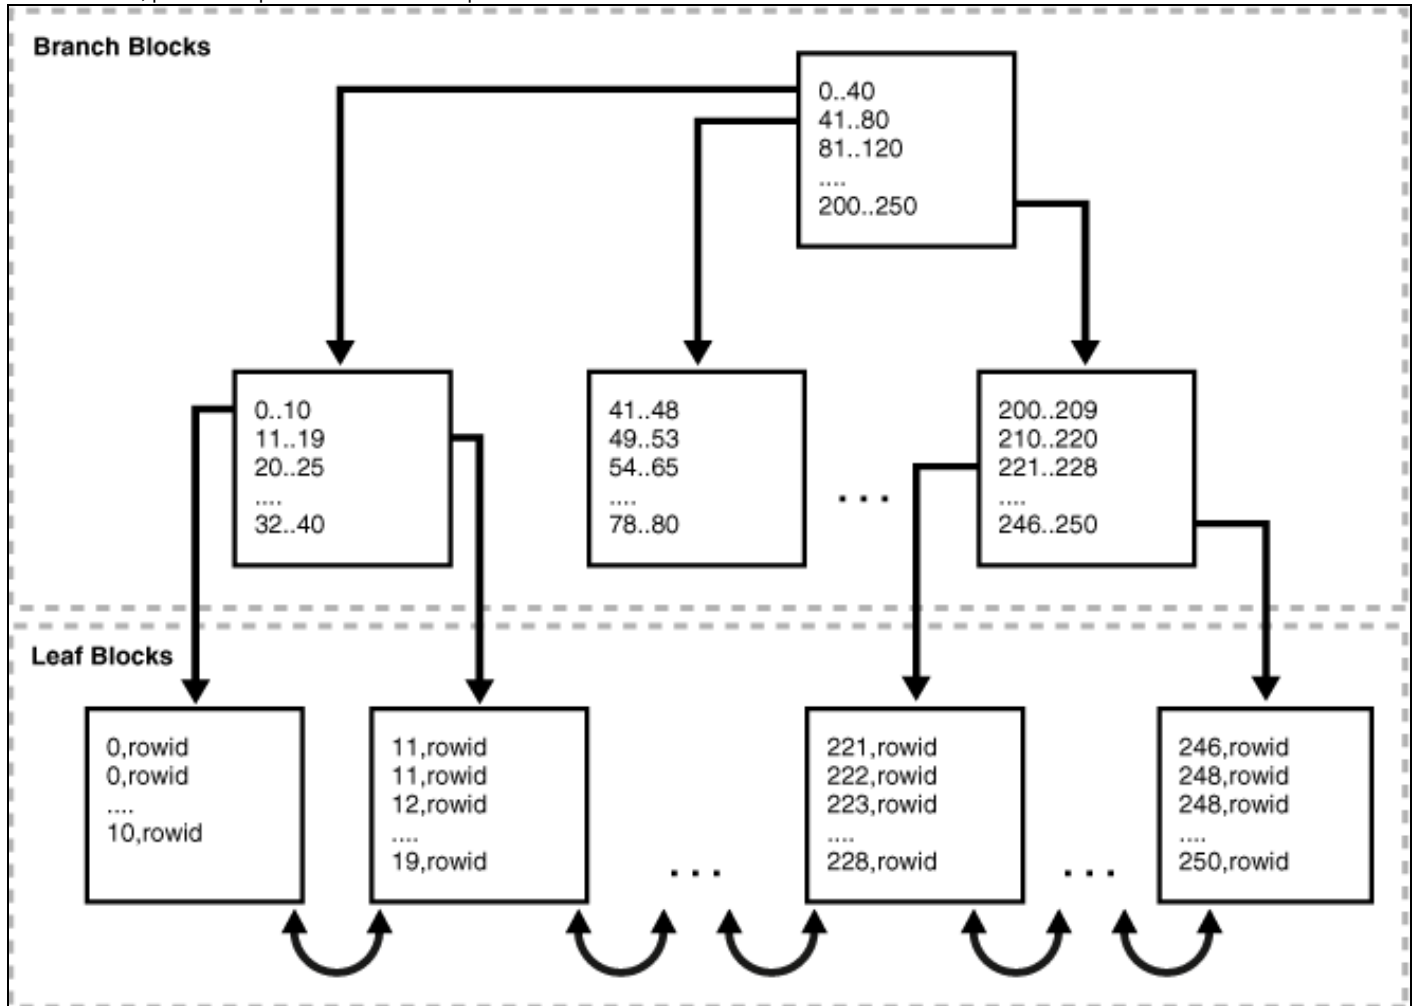 Branch Blocks
0..40
41..80
81..120
....
200..250
0..10
11..19
20..25
....
32..40
41..48
49..53
54..65
....
78..80
...
200..209
210..220
221..228
....
246..250
Leaf Blocks
0,rowid
0,rowid
....
10,rowid
11,rowid
11,rowid
12,rowid
....
19,rowid
...
221,rowid
222,rowid
223,rowid
....
228,rowid
...
246,rowid
248,rowid
248,rowid
....
250,rowid